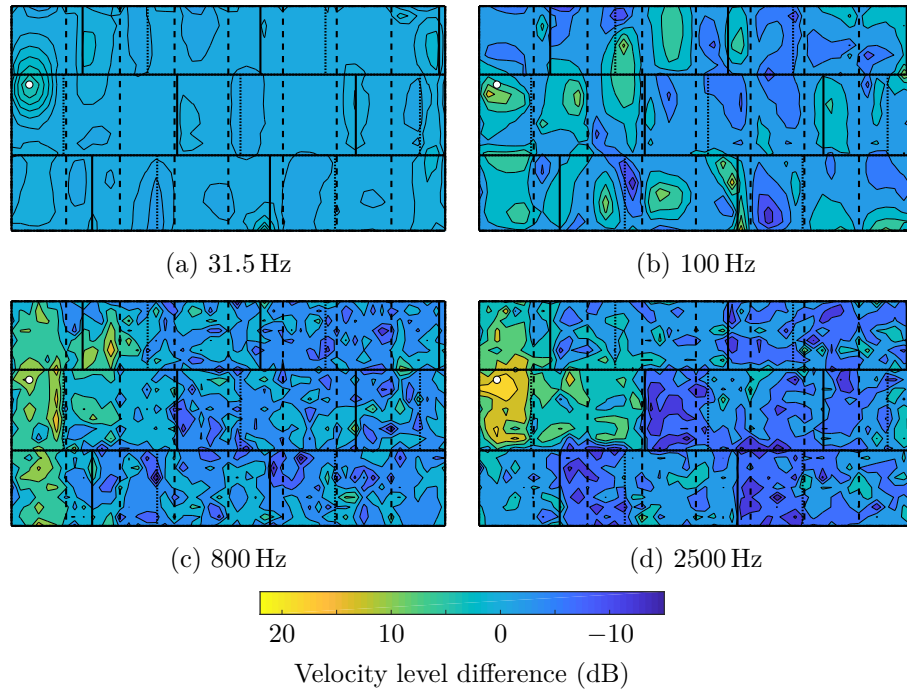 (a) 31.5 Hz
(b) 100 Hz
(c) 800 Hz
(d) 2500 Hz
20 10 0 −10
Velocity level difference (dB)